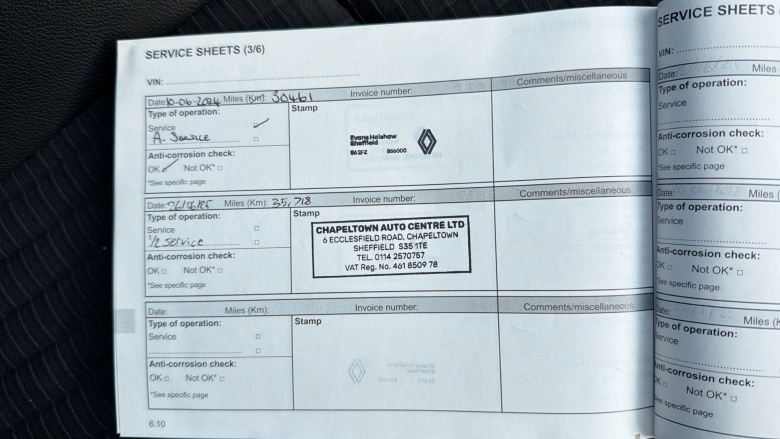 SERVICE SHEETS (3/6)
VIN:
Date: 10-06-2024 Miles (Km): 30461 Invoice number: Comments/miscellaneous
Type of operation: Stamp
Service
A. SERVICE
Anti-corrosion check:
OK Not OK*
*See specific page
Evans Halshaw
Sheffield
Date: 26/06/25 Miles (Km): 35,718 Invoice number: Comments/miscellaneous
Type of operation: Stamp
Service
1/2 Service
Anti-corrosion check:
OK Not OK*
*See specific page
CHAPELTOWN AUTO CENTRE LTD
6 ECCLESFIELD ROAD, CHAPELTOWN
SHEFFIELD S35 1TE
TEL. 0114 2570757
VAT Reg. No. 461 8509 78
Date: Miles (Km): Invoice number: Comments/miscellaneous
Type of operation: Stamp
Service
Anti-corrosion check:
OK Not OK*
*See specific page
6.10
SERVICE SHEETS
VIN:
Date: Miles
Type of operation:
Service
Anti-corrosion check:
OK Not OK*
*See specific page
Date: Miles
Type of operation:
Service
Anti-corrosion check:
OK Not OK*
*See specific page
Date: Miles
Type of operation:
Service
Anti-corrosion check:
OK Not OK*
*See specific page